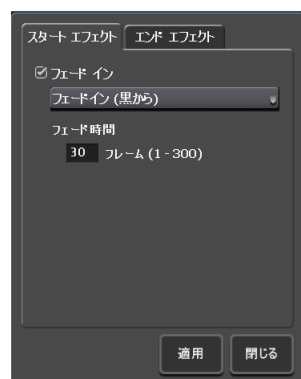 スタート エフェクト エンド エフェクト
フェード イン
フェードイン (黒から)
フェード時間
30 フレーム (1 - 300)
適用 閉じる